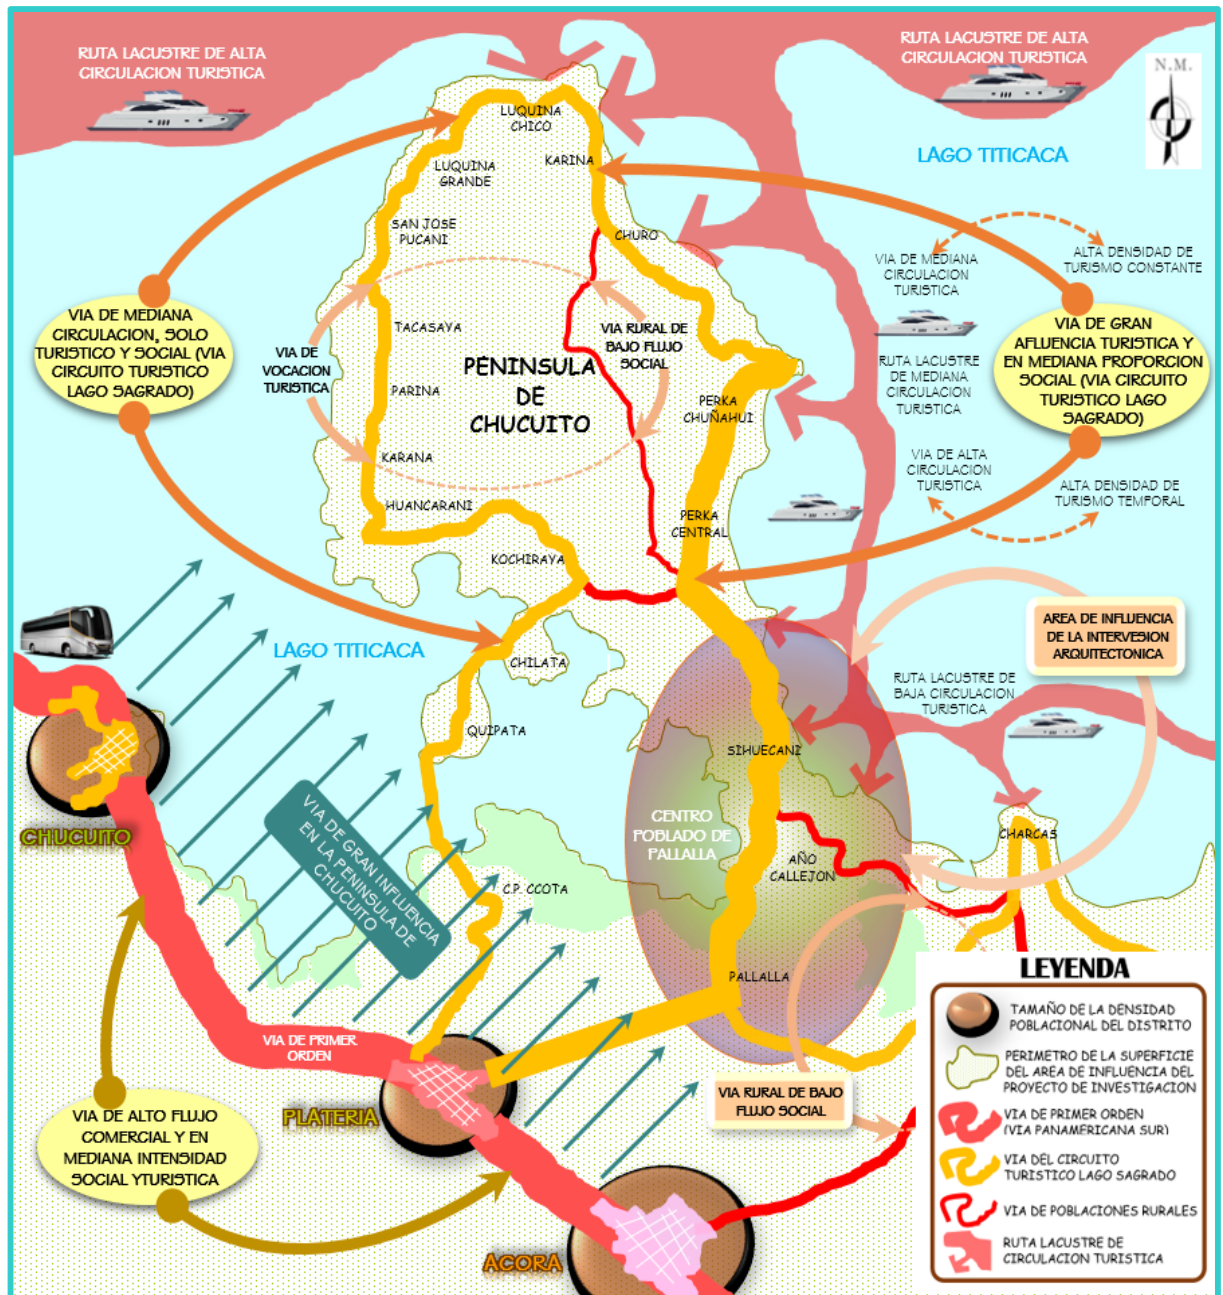 RUTA LACUSTRE DE ALTA
CIRCULACION TURISTICA
RUTA LACUSTRE DE ALTA
CIRCULACION TURISTICA
N.M.
LAGO TITICACA
LUQUINA
CHICO
KARINA
LUQUINA
GRANDE
SAN JOSE
PUCANI
CHURO
VIA DE MEDIANA
CIRCULACION
TURISTICA
ALTA DENSIDAD DE
TURISMO CONSTANTE
VIA DE MEDIANA
CIRCULACION, SOLO
TURISTICO Y SOCIAL (VIA
CIRCUITO TURISTICO
LAGO SAGRADO)
TACASAYA
VIA DE
VOCACION
TURISTICA
PARINA
PENINSULA
DE
CHUCUITO
VIA RURAL DE
BAJO FLUJO
SOCIAL
VIA DE GRAN
AFLUENCIA TURISTICA Y
EN MEDIANA PROPORCION
SOCIAL (VIA CIRCUITO
TURISTICO LAGO
SAGRADO)
RUTA LACUSTRE
DE MEDIANA
CIRCULACION
TURISTICA
PERKA
CHUÑAHUI
KARANA
VIA DE ALTA
CIRCULACION
TURISTICA
ALTA DENSIDAD DE
TURISMO TEMPORAL
HUANCARANI
PERKA
CENTRAL
KOCHIRAYA
LAGO TITICACA
CHILATA
AREA DE INFLUENCIA
DE LA INTERVESION
ARQUITECTONICA
RUTA LACUSTRE DE
BAJA CIRCULACION
TURISTICA
QUIPATA
SIHUECANI
CHUCUITO
VIA DE GRAN INFLUENCIA
EN LA PENINSULA DE
CHUCUITO
CENTRO
POBLADO DE
PALLALLA
CHARCAS
AÑO
CALLEJON
C.P. CCOTA
PALLALLA
VIA DE PRIMER
ORDEN
PLATERIA
VIA RURAL DE BAJO
FLUJO SOCIAL
VIA DE ALTO FLUJO
COMERCIAL Y EN
MEDIANA INTENSIDAD
SOCIAL YTURISTICA
ACORA
LEYENDA
TAMAÑO DE LA DENSIDAD
POBLACIONAL DEL DISTRITO
PERIMETRO DE LA SUPERFICIE
DEL AREA DE INFLUENCIA DEL
PROYECTO DE INVESTIGACION
VIA DE PRIMER ORDEN
(VIA PANAMERICANA SUR)
VIA DEL CIRCUITO
TURISTICO LAGO SAGRADO
VIA DE POBLACIONES RURALES
RUTA LACUSTRE DE
CIRCULACION TURISTICA